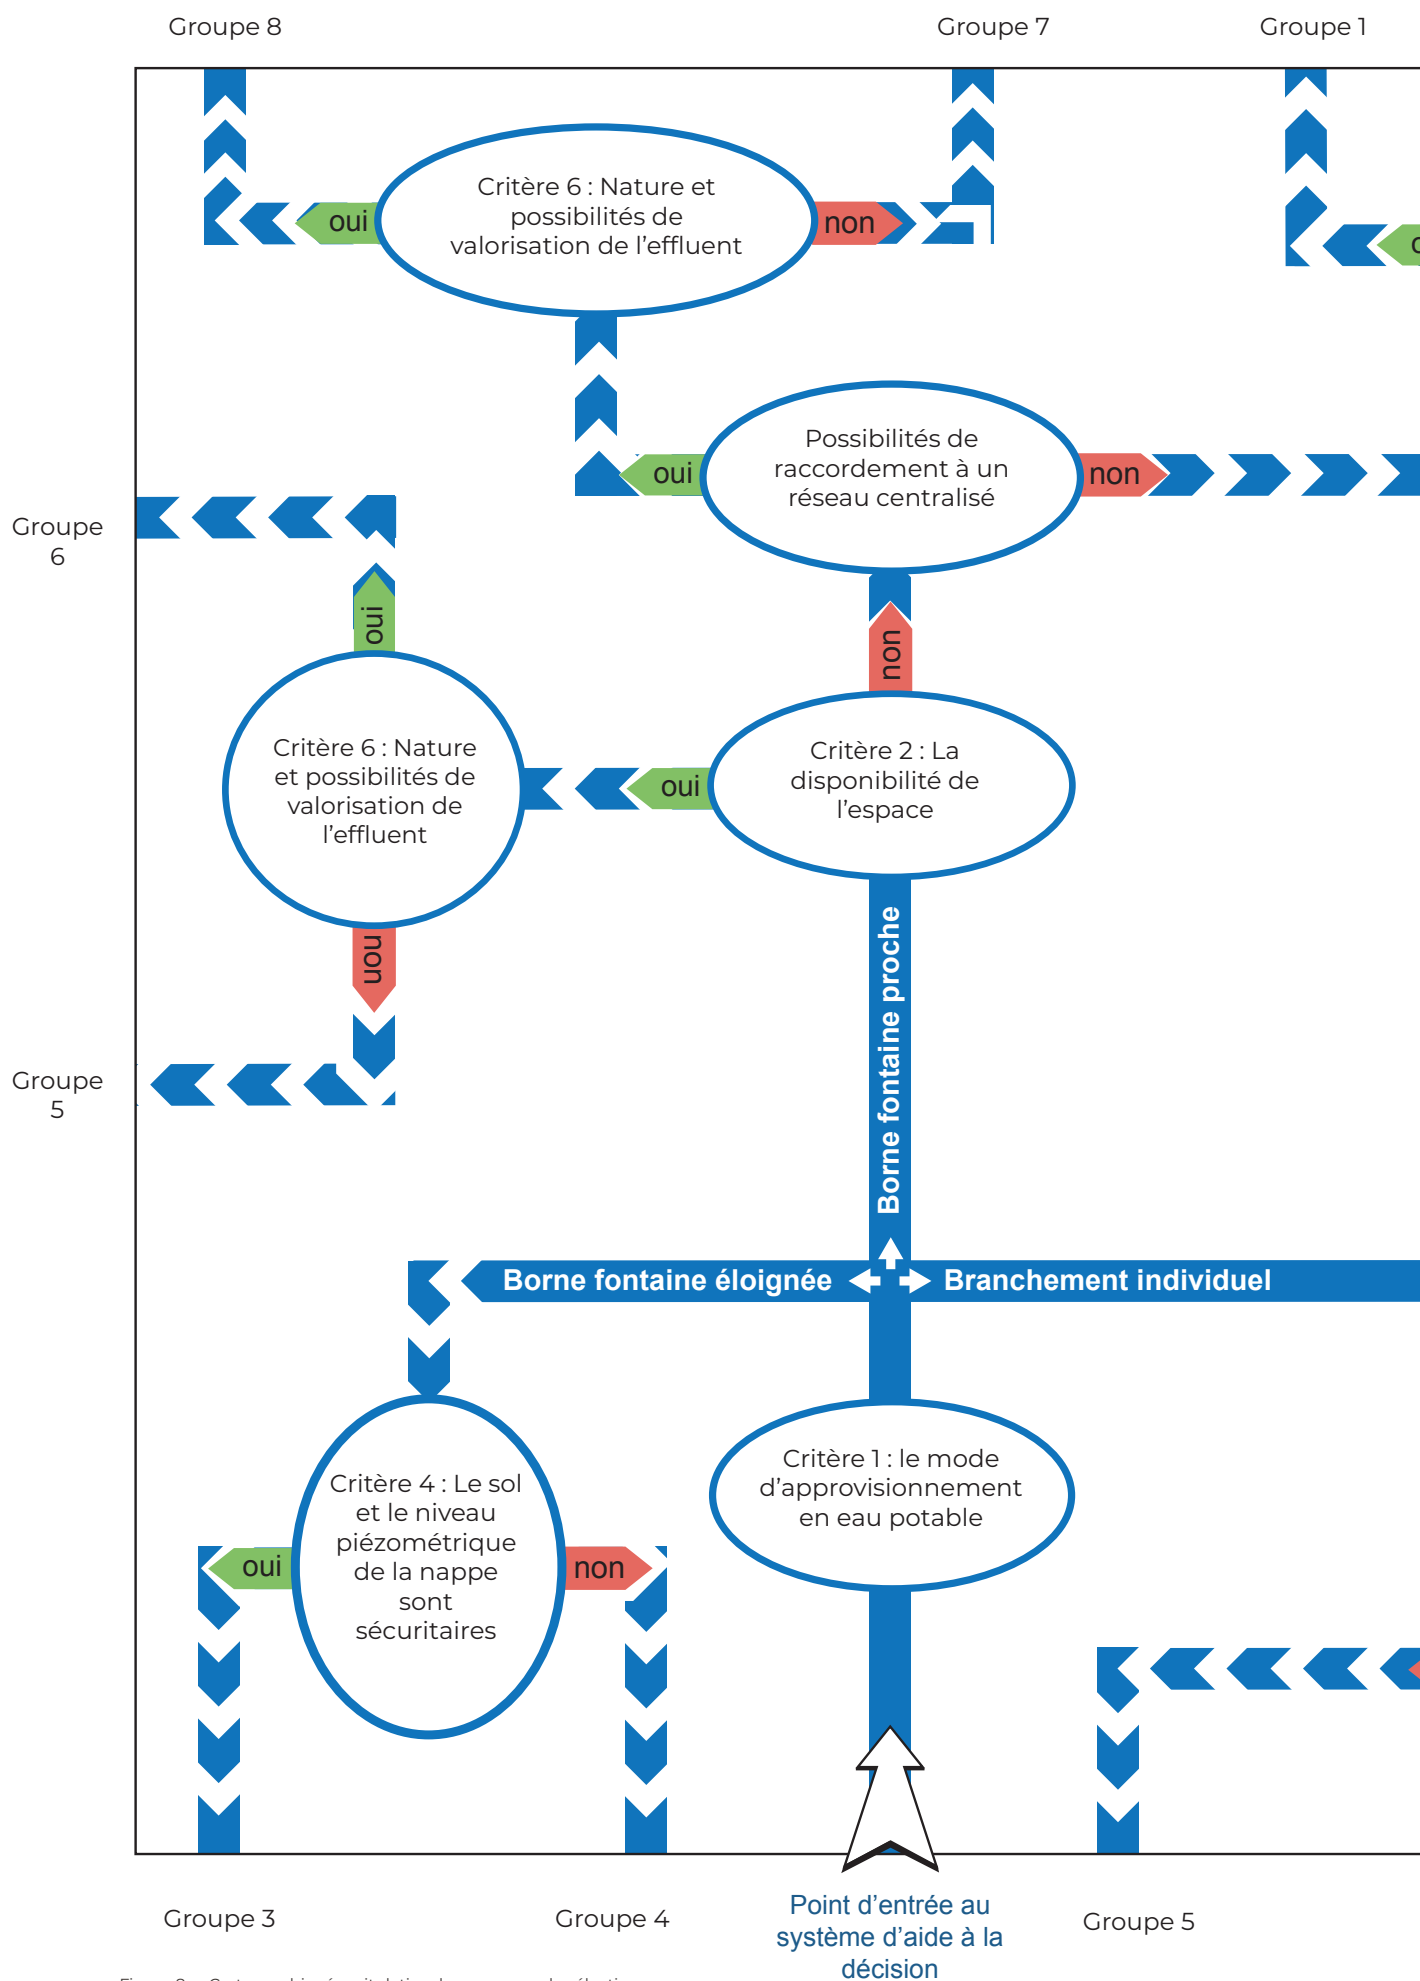 Groupe 8
Groupe 7
Groupe 1
Critère 6 : Nature et
possibilités de
valorisation de l'effluent
oui
non
Possibilités de
raccordement à un
réseau centralisé
oui
non
Groupe
6
oui
non
Critère 6 : Nature
et possibilités de
valorisation de
l'effluent
oui
Critère 2 : La
disponibilité de
l'espace
non
Borne fontaine proche
Groupe
5
Borne fontaine éloignée
Branchement individuel
Critère 4 : Le sol
et le niveau
piézométrique
de la nappe
sont
sécuritaires
oui
non
Critère 1 : le mode
d'approvisionnement
en eau potable
Groupe 3
Groupe 4
Point d'entrée au
système d'aide à la
décision
Groupe 5